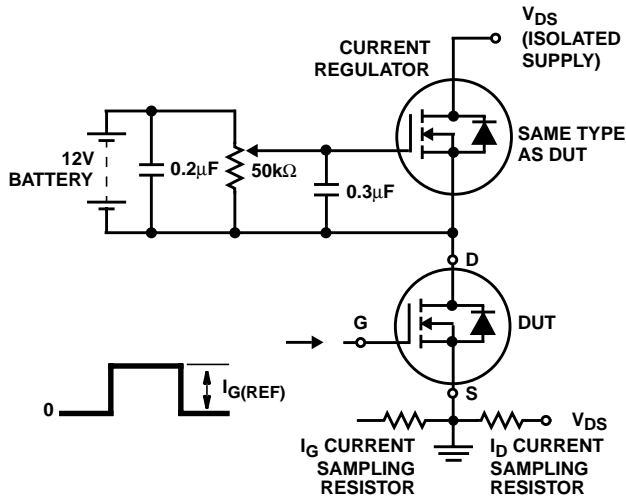 V_DS
(ISOLATED
SUPPLY)
CURRENT
REGULATOR
SAME TYPE
AS DUT
12V
BATTERY
0.2μF
50kΩ
0.3μF
D
G
DUT
0
I_G(REF)
S
V_DS
I_G CURRENT
SAMPLING
RESISTOR
I_D CURRENT
SAMPLING
RESISTOR